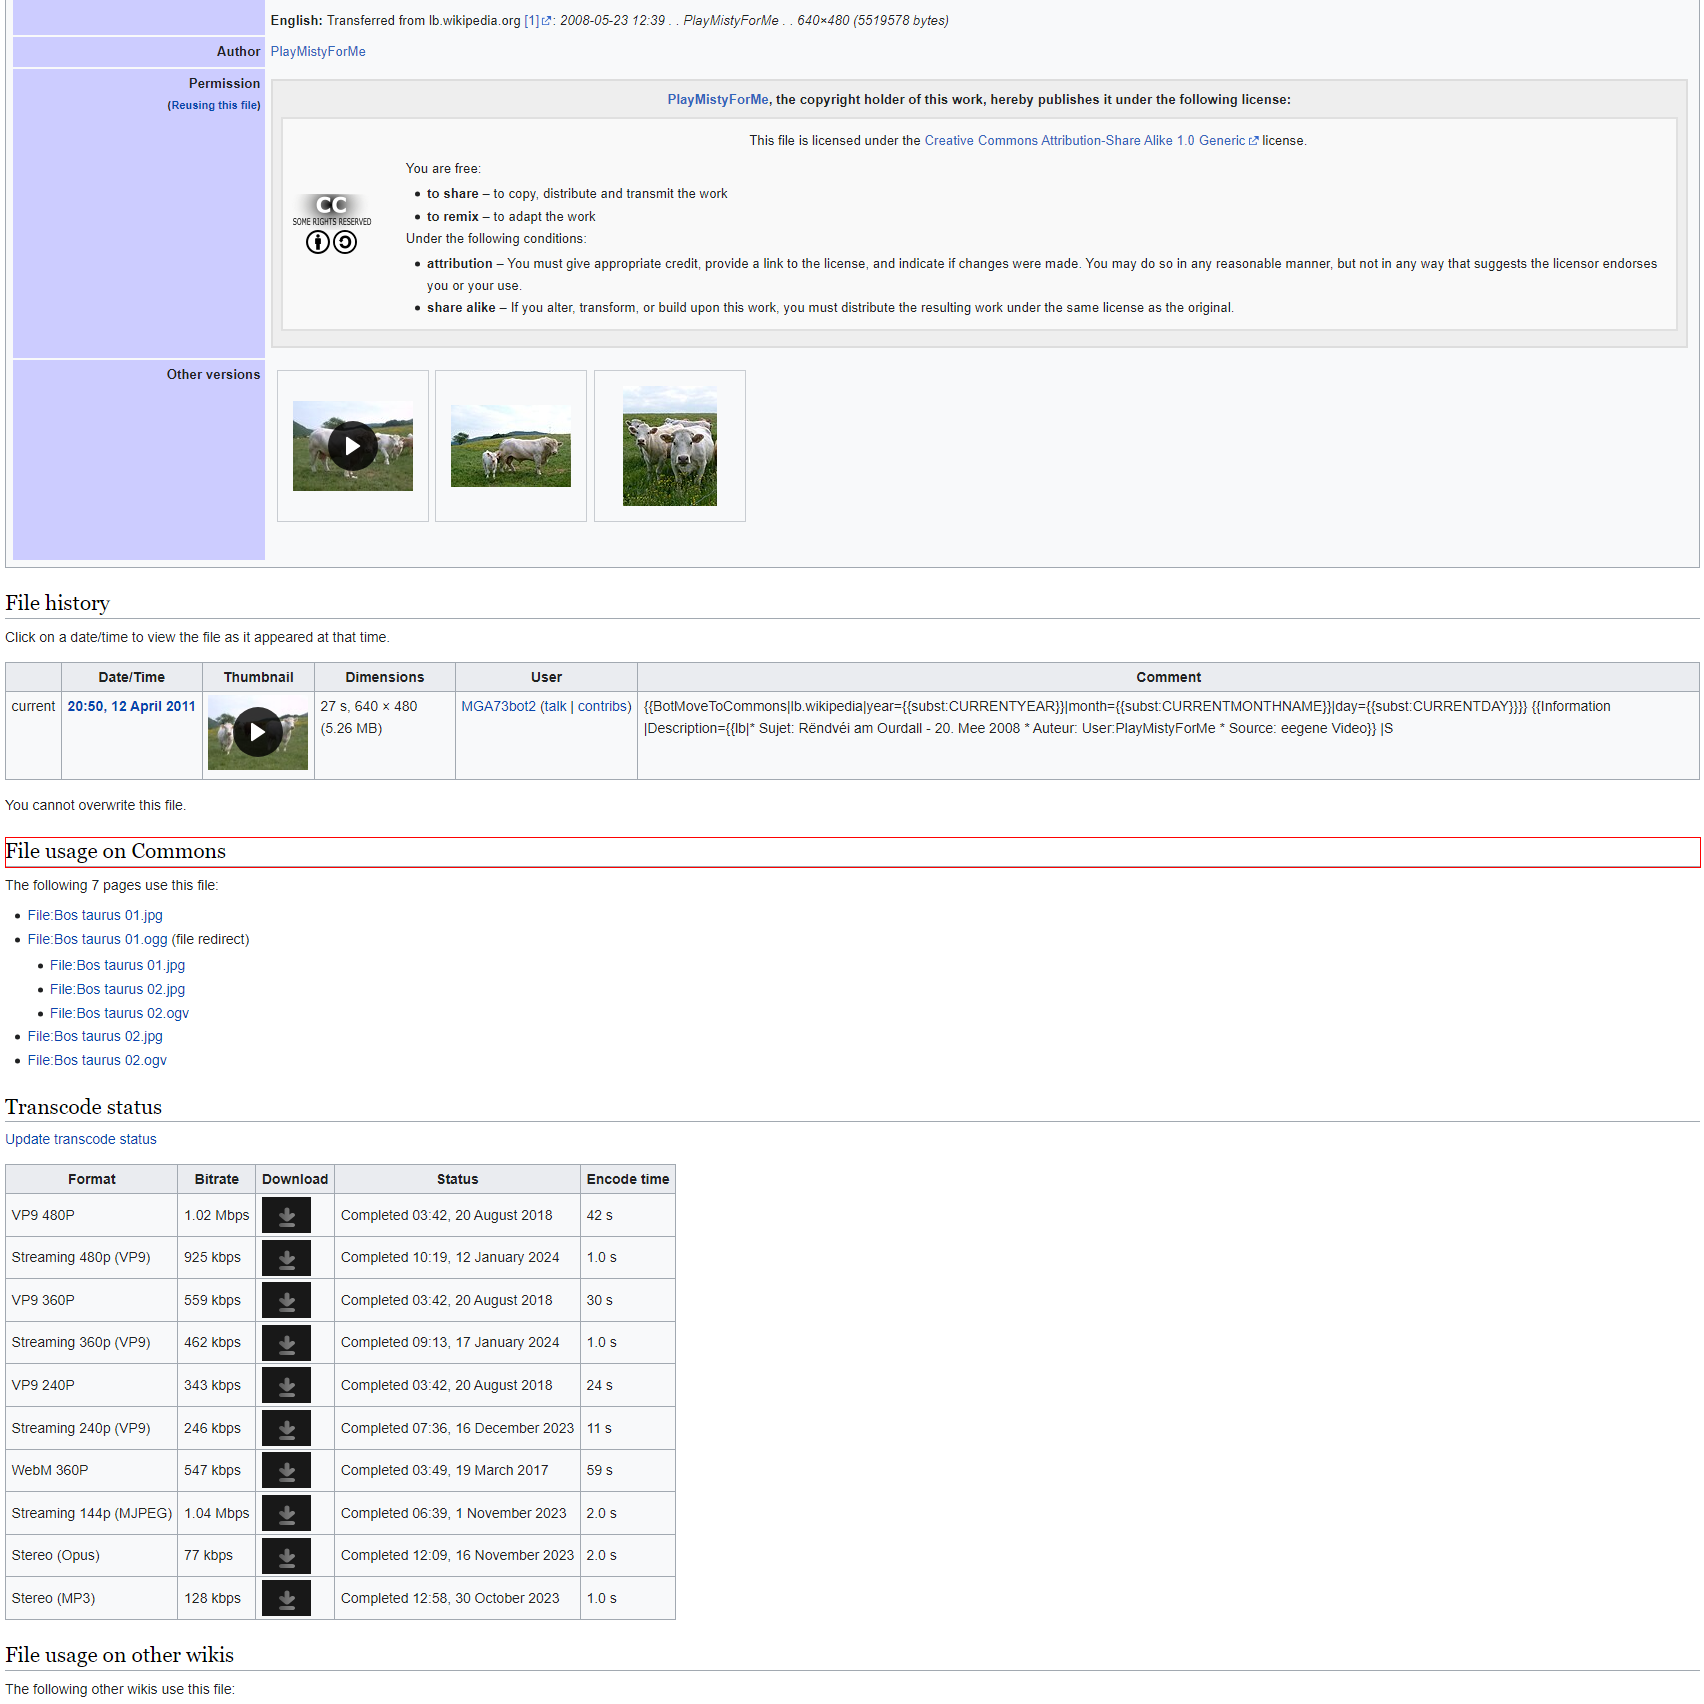 English: Transferred from lb.wikipedia.org [1]: 2008-05-23 12:39 . . PlayMistyForMe . . 640×480 (5519578 bytes)
Author PlayMistyForMe
Permission
(Reusing this file)
PlayMistyForMe, the copyright holder of this work, hereby publishes it under the following license:
This file is licensed under the Creative Commons Attribution-Share Alike 1.0 Generic license.
CC
SOME RIGHTS RESERVED
You are free:
• to share – to copy, distribute and transmit the work
• to remix – to adapt the work
Under the following conditions:
• attribution – You must give appropriate credit, provide a link to the license, and indicate if changes were made. You may do so in any reasonable manner, but not in any way that suggests the licensor endorses
you or your use.
• share alike – If you alter, transform, or build upon this work, you must distribute the resulting work under the same license as the original.
Other versions
File history
Click on a date/time to view the file as it appeared at that time.
Date/Time Thumbnail Dimensions User Comment
current 20:50, 12 April 2011 27 s, 640 × 480 MGA73bot2 (talk | contribs) {{BotMoveToCommons|lb.wikipedia|year={{subst:CURRENTYEAR}}|month={{subst:CURRENTMONTHNAME}}|day={{subst:CURRENTDAY}}}} {{Information
(5.26 MB) |Description={{lb|* Sujet: Rëndvéi am Ourdall - 20. Mee 2008 * Auteur: User:PlayMistyForMe * Source: eegene Video}} |S
You cannot overwrite this file.
File usage on Commons
The following 7 pages use this file:
• File:Bos taurus 01.jpg
• File:Bos taurus 01.ogg (file redirect)
• File:Bos taurus 01.jpg
• File:Bos taurus 02.jpg
• File:Bos taurus 02.ogv
• File:Bos taurus 02.jpg
• File:Bos taurus 02.ogv
Transcode status
Update transcode status
Format Bitrate Download Status Encode time
VP9 480P 1.02 Mbps Completed 03:42, 20 August 2018 42 s
Streaming 480p (VP9) 925 kbps Completed 10:19, 12 January 2024 1.0 s
VP9 360P 559 kbps Completed 03:42, 20 August 2018 30 s
Streaming 360p (VP9) 462 kbps Completed 09:13, 17 January 2024 1.0 s
VP9 240P 343 kbps Completed 03:42, 20 August 2018 24 s
Streaming 240p (VP9) 246 kbps Completed 07:36, 16 December 2023 11 s
WebM 360P 547 kbps Completed 03:49, 19 March 2017 59 s
Streaming 144p (MJPEG) 1.04 Mbps Completed 06:39, 1 November 2023 2.0 s
Stereo (Opus) 77 kbps Completed 12:09, 16 November 2023 2.0 s
Stereo (MP3) 128 kbps Completed 12:58, 30 October 2023 1.0 s
File usage on other wikis
The following other wikis use this file: